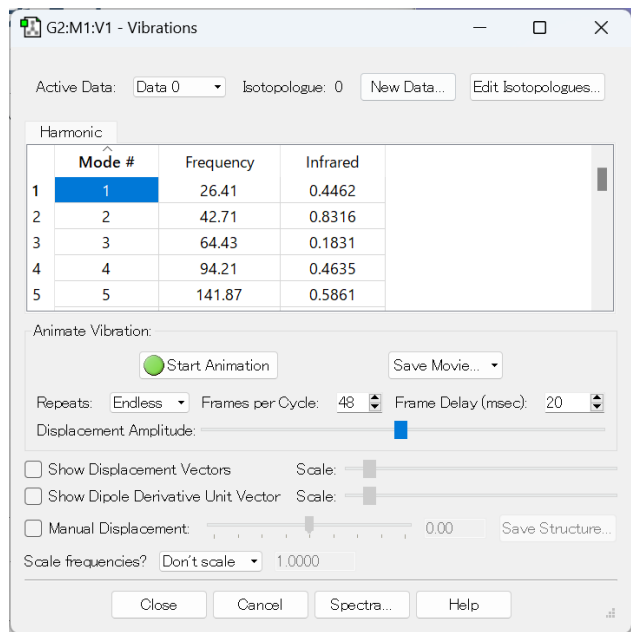 G2:M1:V1 - Vibrations
Active Data: Data 0 Isotopologue: 0 New Data... Edit Isotopologues...
Harmonic
Mode # Frequency Infrared
1 1 26.41 0.4462
2 2 42.71 0.8316
3 3 64.43 0.1831
4 4 94.21 0.4635
5 5 141.87 0.5861
Animate Vibration:
Start Animation Save Movie...
Repeats: Endless Frames per Cycle: 48 Frame Delay (msec): 20
Displacement Amplitude:
Show Displacement Vectors Scale:
Show Dipole Derivative Unit Vector Scale:
Manual Displacement: 0.00 Save Structure...
Scale frequencies? Don't scale 1.0000
Close Cancel Spectra... Help